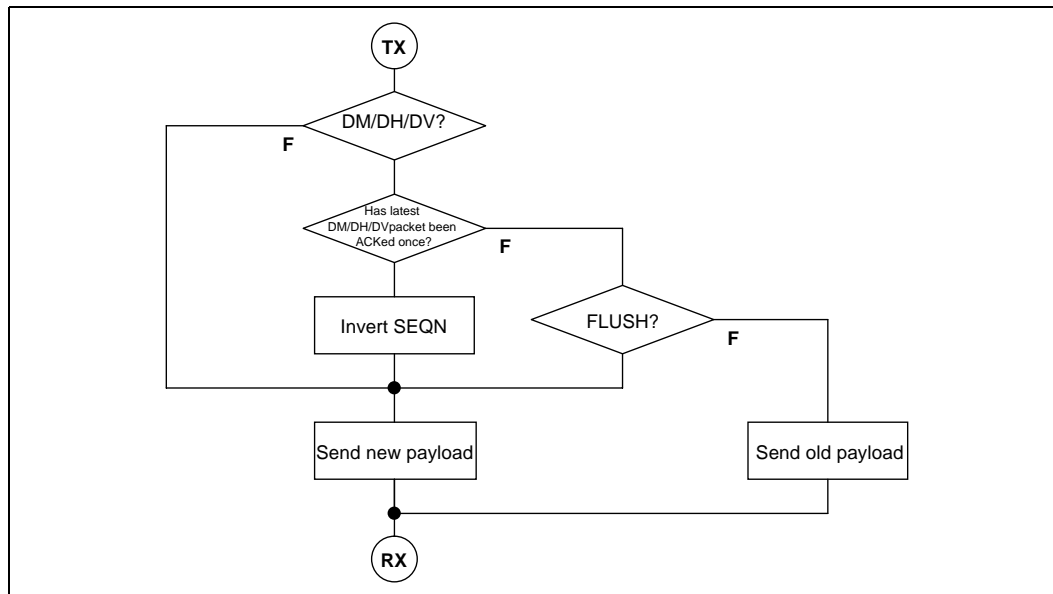 TX
DM/DH/DV?
F
Has latest
DM/DH/DVpacket been
ACKed once?
F
Invert SEQN
FLUSH?
F
Send new payload
Send old payload
RX